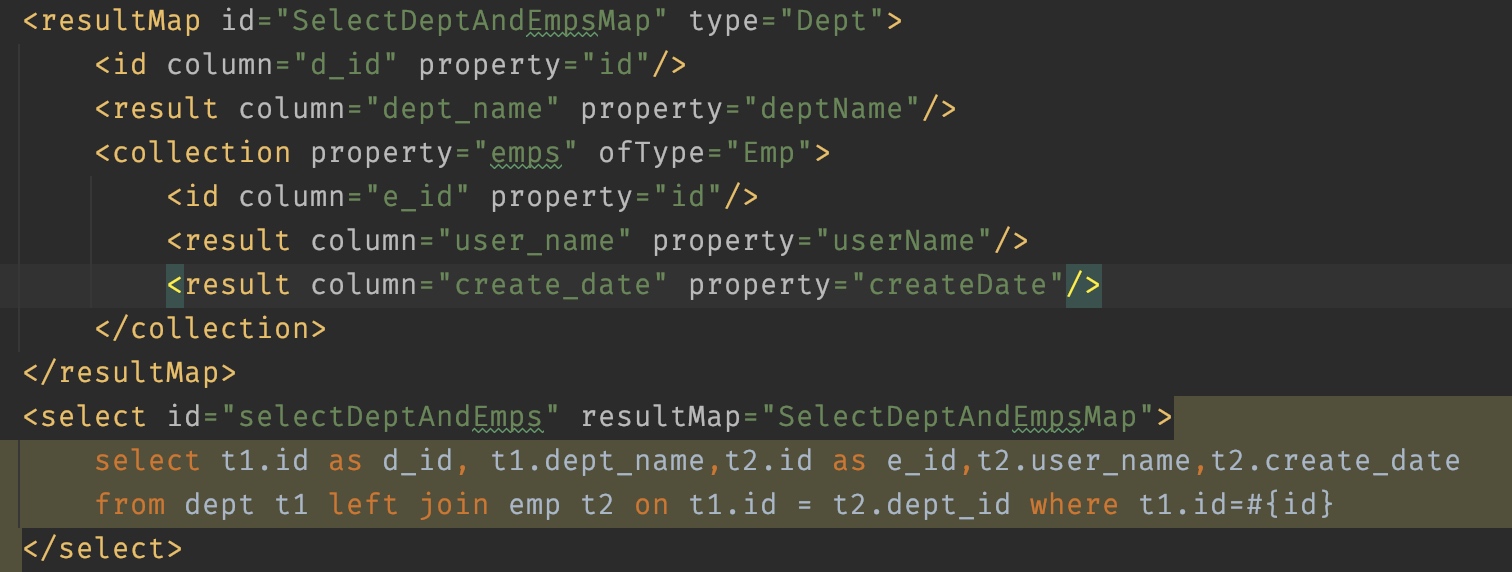 <resultMap id="SelectDeptAndEmpsMap" type="Dept">
    <id column="d_id" property="id"/>
    <result column="dept_name" property="deptName"/>
    <collection property="emps" ofType="Emp">
        <id column="e_id" property="id"/>
        <result column="user_name" property="userName"/>
        <result column="create_date" property="createDate"/>
    </collection>
</resultMap>
<select id="selectDeptAndEmps" resultMap="SelectDeptAndEmpsMap">
    select t1.id as d_id, t1.dept_name,t2.id as e_id,t2.user_name,t2.create_date
    from dept t1 left join emp t2 on t1.id = t2.dept_id where t1.id=#{id}
</select>